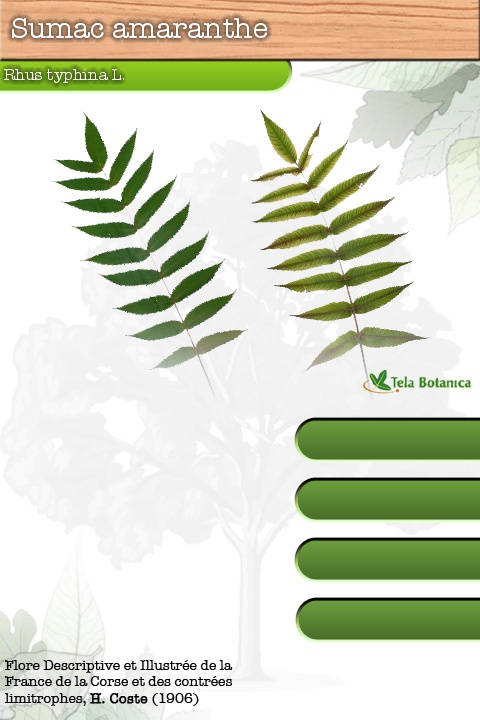 Sumac amaranthe
Rhus typhina L.
Tela Botanica
Flore Descriptive et Illustrée de la
France de la Corse et des contrées
limitrophes, H. Coste (1906)